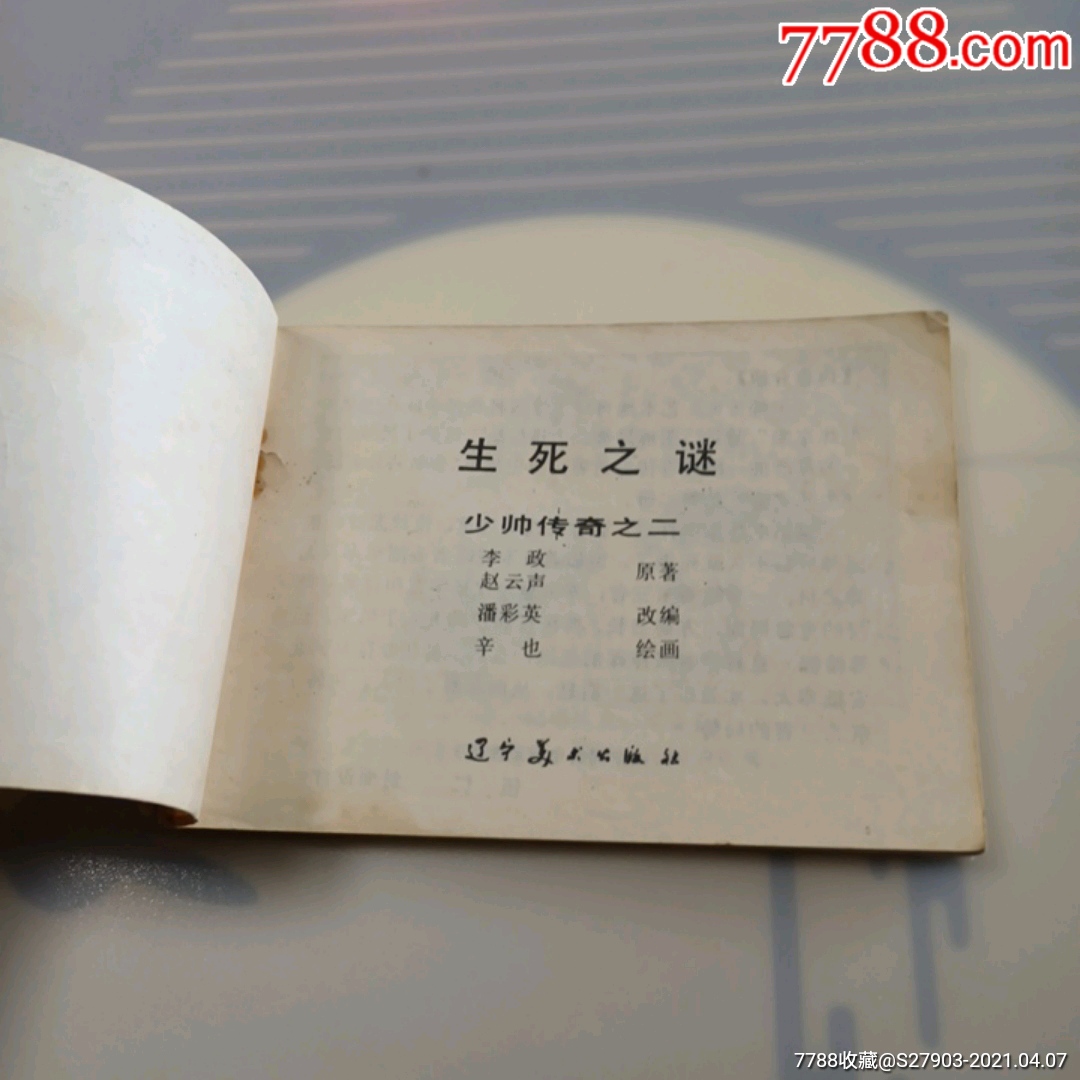 7788.com
生死之谜
少帅传奇之二
李政
赵云声 原著
潘彩英 改编
辛也 绘画
辽宁美术出版社
7788收藏@S27903-2021.04.07